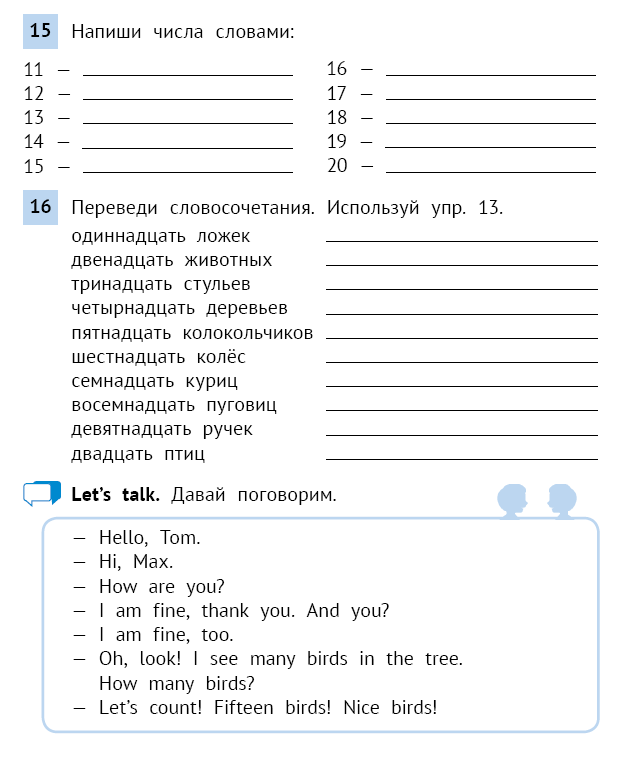 15 Напиши числа словами:
11 – 16 –
12 – 17 –
13 – 18 –
14 – 19 –
15 – 20 –
16 Переведи словосочетания. Используй упр. 13.
одиннадцать ложек
двенадцать животных
тринадцать стульев
четырнадцать деревьев
пятнадцать колокольчиков
шестнадцать колёс
семнадцать куриц
восемнадцать пуговиц
девятнадцать ручек
двадцать птиц
Let's talk. Давай поговорим.
– Hello, Tom.
– Hi, Max.
– How are you?
– I am fine, thank you. And you?
– I am fine, too.
– Oh, look! I see many birds in the tree.
How many birds?
– Let's count! Fifteen birds! Nice birds!